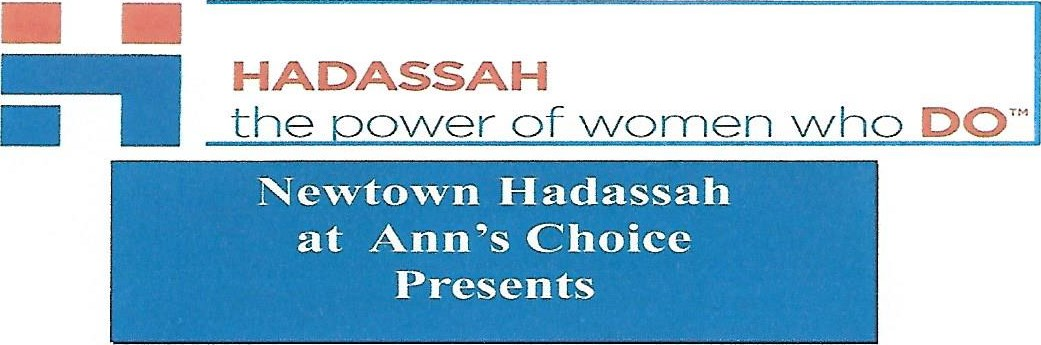 HADASSAH
the power of women who DO™
Newtown Hadassah
at Ann's Choice
Presents